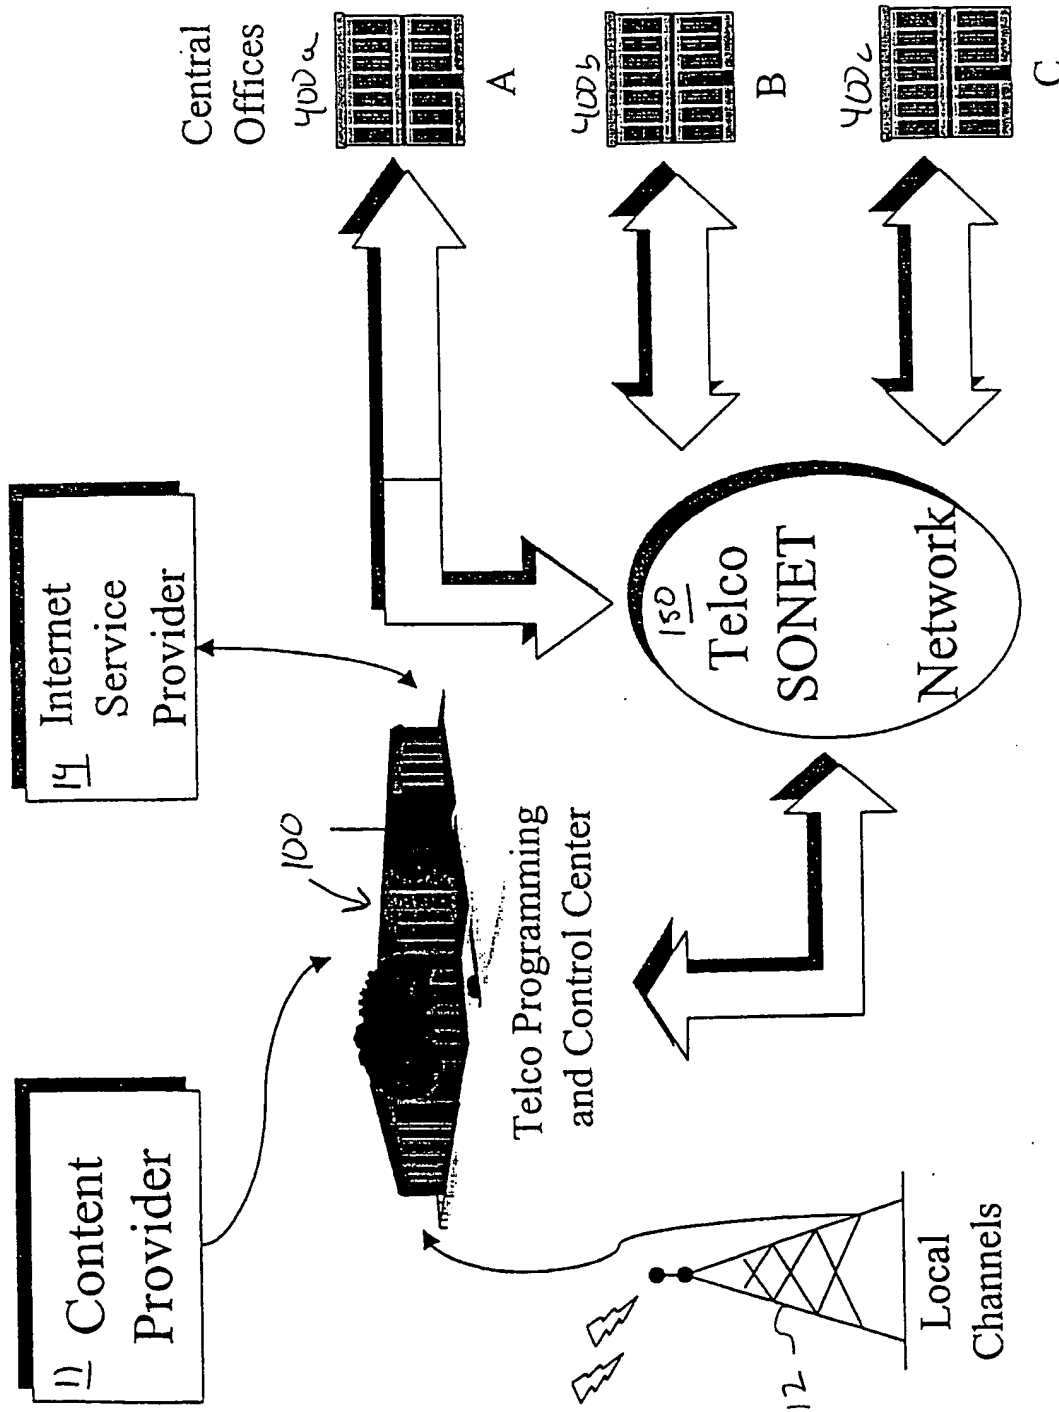 11 Content
Provider
14 Internet
Service
Provider
Central
Offices
400a
A
100
Telco Programming
and Control Center
400b
B
12
Local
Channels
150
Telco
SONET
Network
400c
C